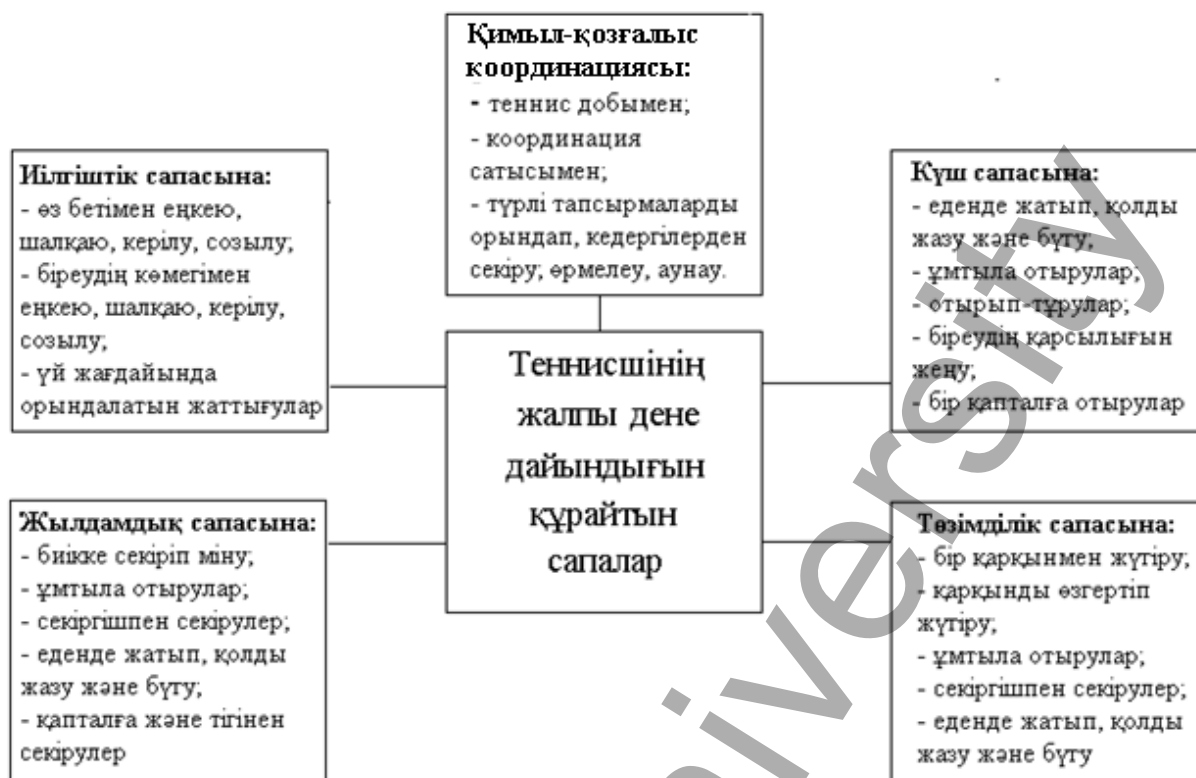 Қимыл-қозғалыс
координациясы:
- теннис добымен;
- координация
сатысымен;
- түрлі тапсырмаларды
орындап, кедергілерден
секіру; өрмелеу, аунау.
Иілгіштік сапасына:
- өз бетімен еңкею,
шалқаю, керілу, созылу;
- біреудің көмегімен
еңкею, шалқаю, керілу,
созылу;
- үй жағдайында
орындалатын жаттығулар
Күш сапасына:
- еденде жатып, қолды
жазу және бүгу;
- ұмтыла отырулар;
- отырып-тұрулар;
- біреудің қарсылығын
жеңу;
- бір қапталға отырулар
Теннисшінің
жалпы дене
дайындығын
құрайтын
сапалар
Жылдамдық сапасына:
- биікке секіріп міну;
- ұмтыла отырулар;
- секіргішпен секірулер;
- еденде жатып, қолды
жазу және бүгу;
- қапталға және тігінен
секірулер
Төзімділік сапасына:
- бір қарқынмен жүгіру;
- қарқынды өзгертіп
жүгіру;
- ұмтыла отырулар;
- секіргішпен секірулер;
- еденде жатып, қолды
жазу және бүгу
University